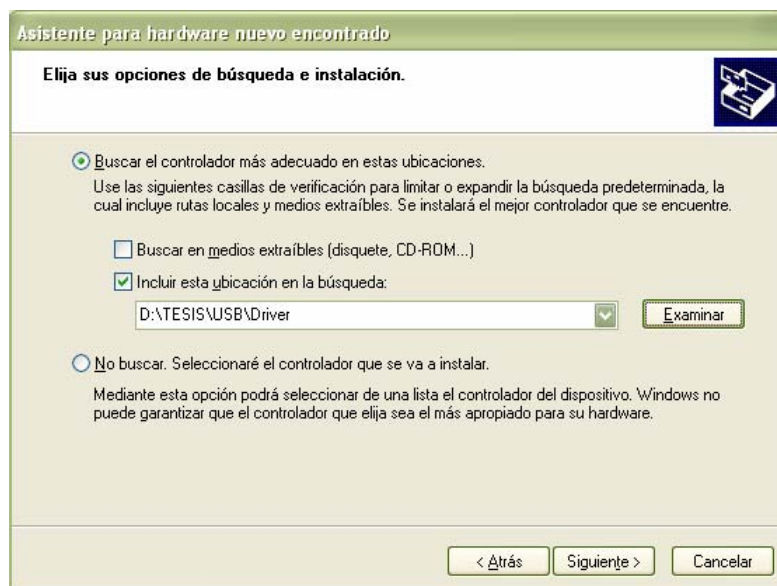 Asistente para hardware nuevo encontrado
Elija sus opciones de búsqueda e instalación.
Buscar el controlador más adecuado en estas ubicaciones.
Use las siguientes casillas de verificación para limitar o expandir la búsqueda predeterminada, la
cual incluye rutas locales y medios extraíbles. Se instalará el mejor controlador que se encuentre.
Buscar en medios extraíbles (disquete, CD-ROM...)
Incluir esta ubicación en la búsqueda:
D:\TESIS\USB\Driver
Examinar
No buscar. Seleccionaré el controlador que se va a instalar.
Mediante esta opción podrá seleccionar de una lista el controlador del dispositivo. Windows no
puede garantizar que el controlador que elija sea el más apropiado para su hardware.
< Atrás Siguiente > Cancelar